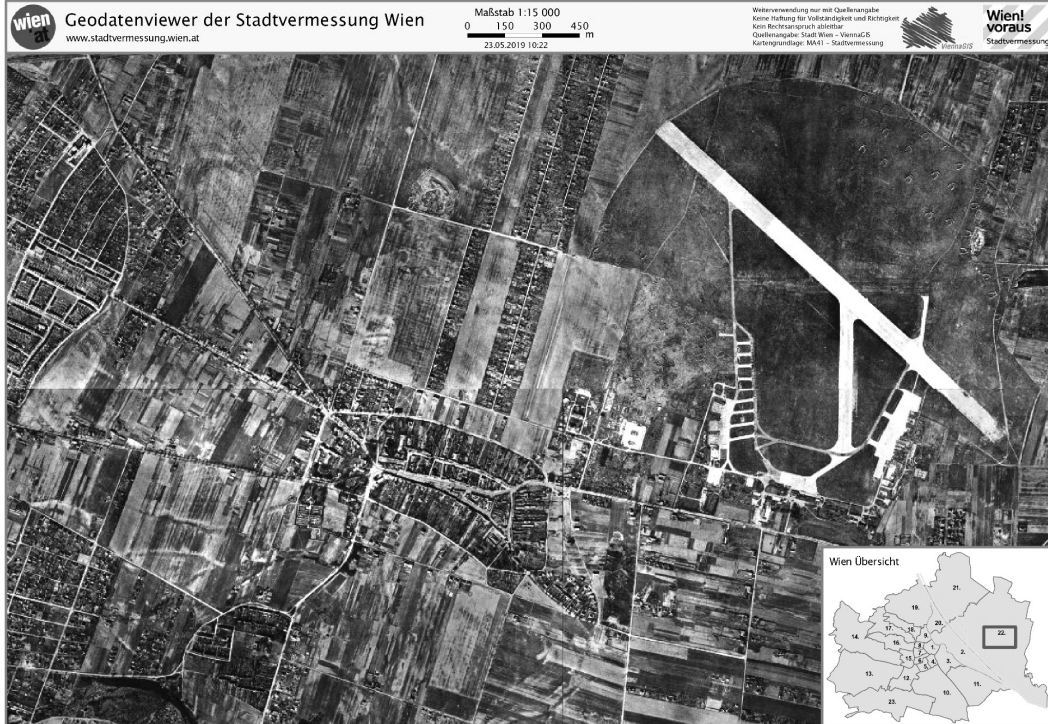 wien
at
Geodatenviewer der Stadtvermessung Wien
www.stadtvermessung.wien.at
Maßstab 1:15 000
0 150 300 450
m
23.05.2019 10:22
Weiterverwendung nur mit Quellenangabe
Keine Haftung für Vollständigkeit und Richtigkeit
Kein Rechtsanspruch ableitbar
Quellenangabe: Stadt Wien – ViennaGIS
Kartengrundlage: MA41 – Stadtvermessung
ViennaGIS
Wien!
voraus
Stadtvermessung
Wien Übersicht
21.
19.
20.
22.
17.
18.
9.
14.
16.
8.
1.
2.
7.
15.
6.
4.
3.
5.
13.
12.
11.
10.
23.